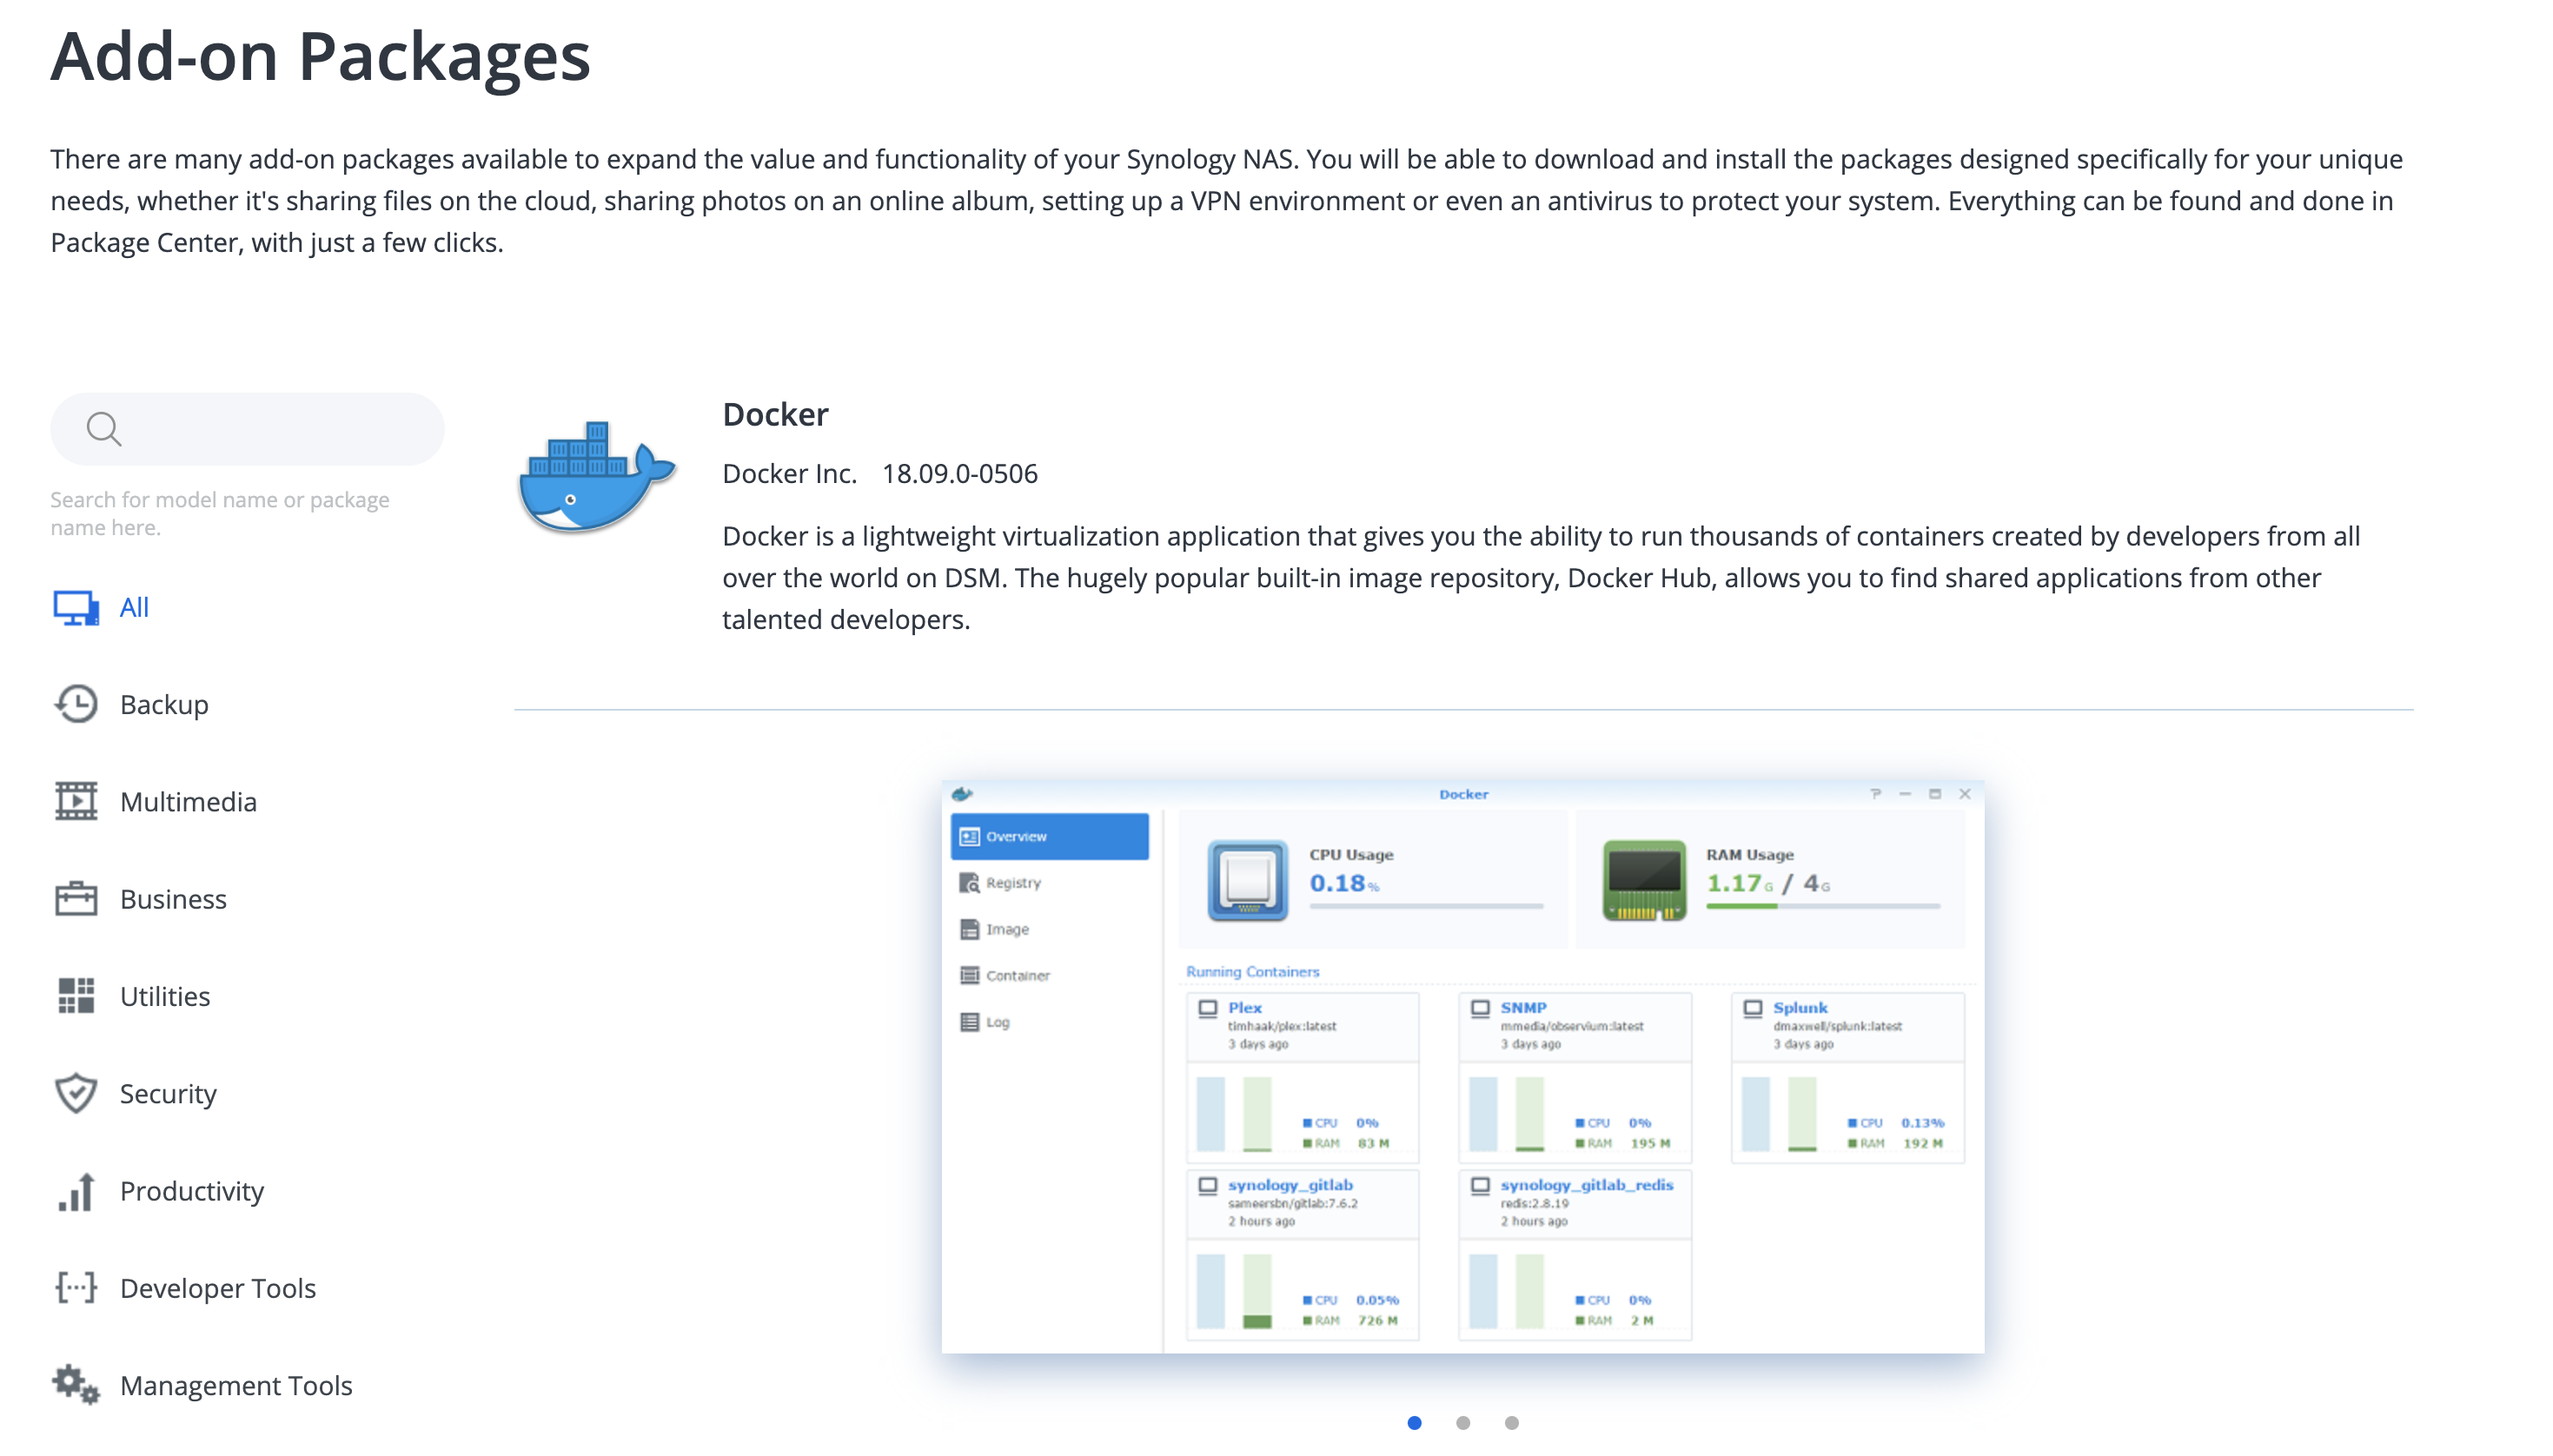 Add-on Packages
There are many add-on packages available to expand the value and functionality of your Synology NAS. You will be able to download and install the packages designed specifically for your unique
needs, whether it's sharing files on the cloud, sharing photos on an online album, setting up a VPN environment or even an antivirus to protect your system. Everything can be found and done in
Package Center, with just a few clicks.
Search for model name or package
name here.
All
Backup
Multimedia
Business
Utilities
Security
Productivity
Developer Tools
Management Tools
Docker
Docker Inc. 18.09.0-0506
Docker is a lightweight virtualization application that gives you the ability to run thousands of containers created by developers from all
over the world on DSM. The hugely popular built-in image repository, Docker Hub, allows you to find shared applications from other
talented developers.
Docker
Overview
Registry
Image
Container
Log
CPU Usage
0.18%
RAM Usage
1.17G / 4G
Running Containers
Plex
timhaak/plex:latest
3 days ago
CPU 0%
RAM 83 M
SNMP
mmedia/observium:latest
3 days ago
CPU 0%
RAM 195 M
Splunk
dmaxwell/splunk:latest
3 days ago
CPU 0.13%
RAM 192 M
synology_gitlab
sameersbn/gitlab:7.6.2
2 hours ago
CPU 0.05%
RAM 726 M
synology_gitlab_redis
redis:2.8.19
2 hours ago
CPU 0%
RAM 2 M